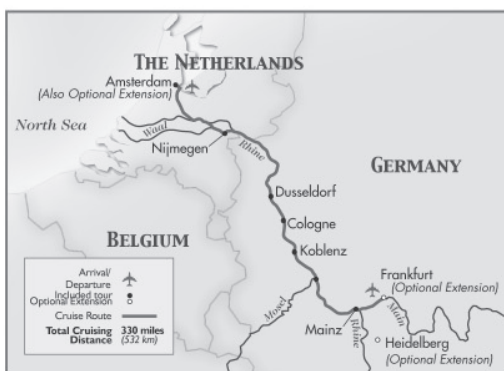 THE NETHERLANDS
Amsterdam
(Also Optional Extension)
North Sea
Waal
Nijmegen
Rhine
GERMANY
Dusseldorf
Cologne
BELGIUM
Koblenz
Arrival/
Departure
Included tour
Optional Extension
Cruise Route
Total Cruising
Distance
330 miles
(532 km)
Mosel
Frankfurt
(Optional Extension)
Main
Mainz
Rhine
Heidelberg
(Optional Extension)